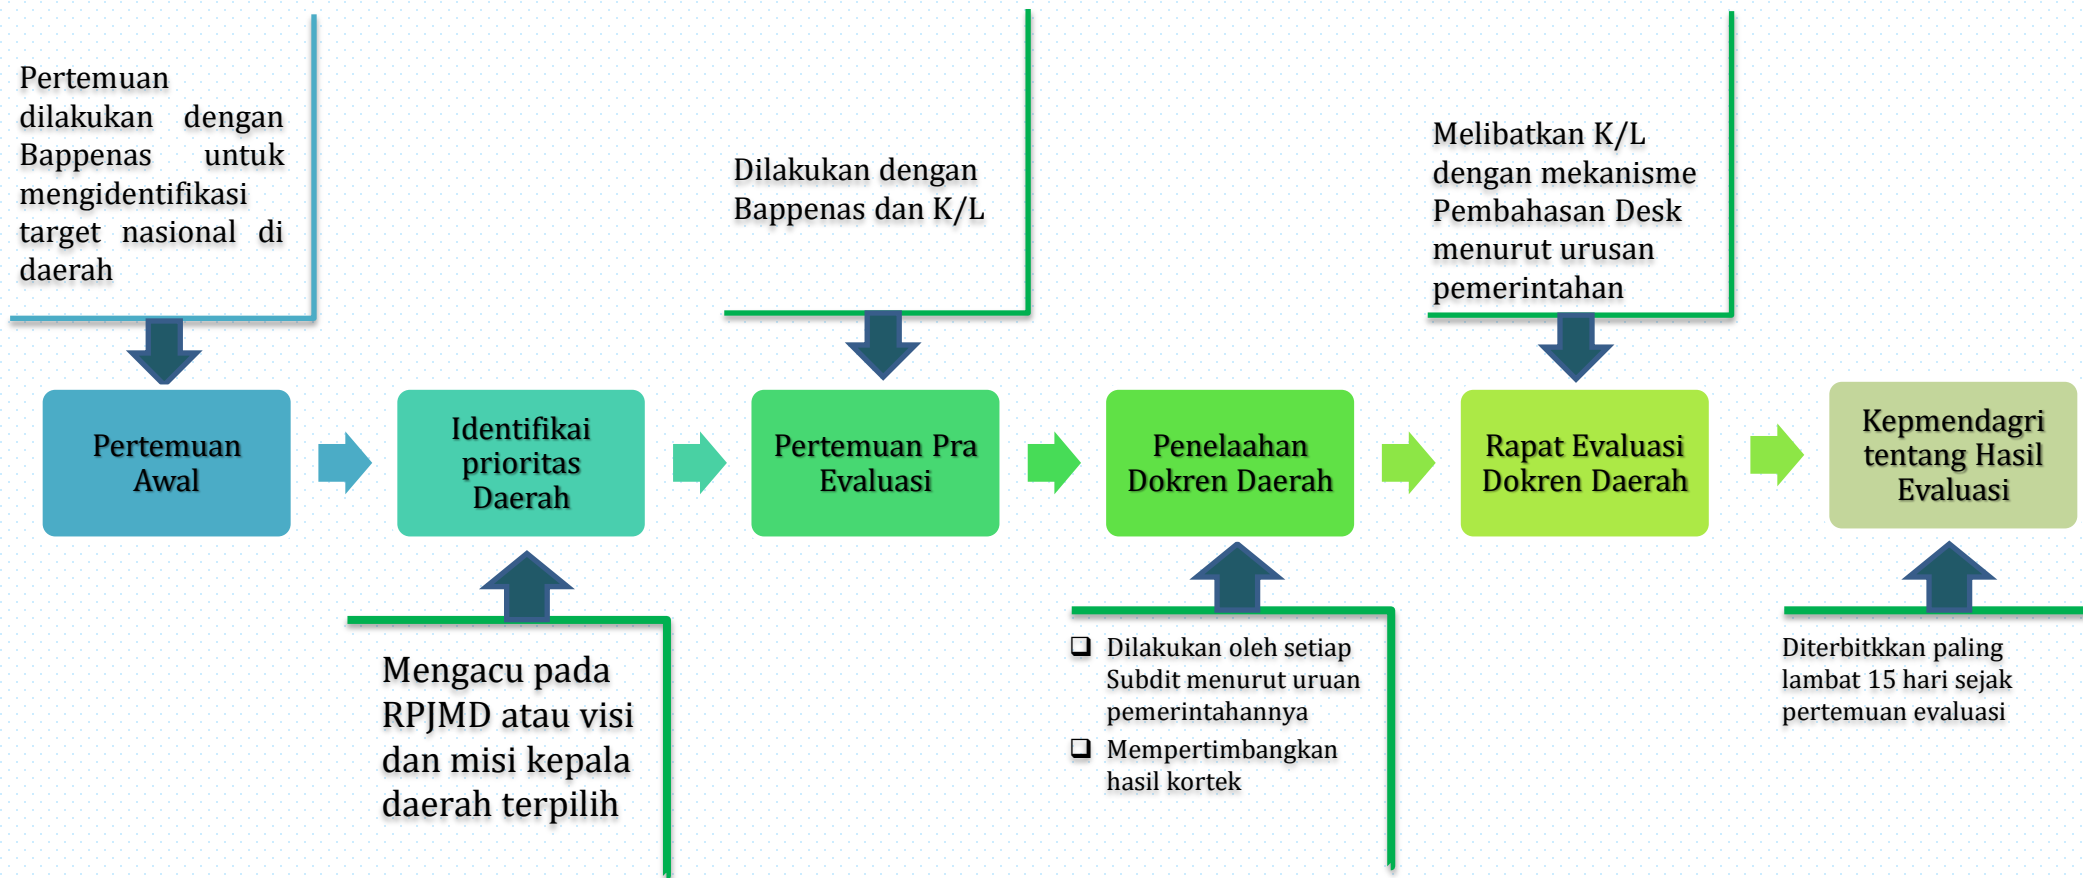 Pertemuan
dilakukan dengan
Bappenas untuk
mengidentifikasi
target nasional di
daerah
Dilakukan dengan
Bappenas dan K/L
Melibatkan K/L
dengan mekanisme
Pembahasan Desk
menurut urusan
pemerintahan
Pertemuan
Awal
Identifikai
prioritas
Daerah
Pertemuan Pra
Evaluasi
Penelaahan
Dokren Daerah
Rapat Evaluasi
Dokren Daerah
Kepmendagri
tentang Hasil
Evaluasi
Mengacu pada
RPJMD atau visi
dan misi kepala
daerah terpilih
❑ Dilakukan oleh setiap
Subdit menurut uruan
pemerintahannya
❑ Mempertimbangkan
hasil kortek
Diterbitkkan paling
lambat 15 hari sejak
pertemuan evaluasi